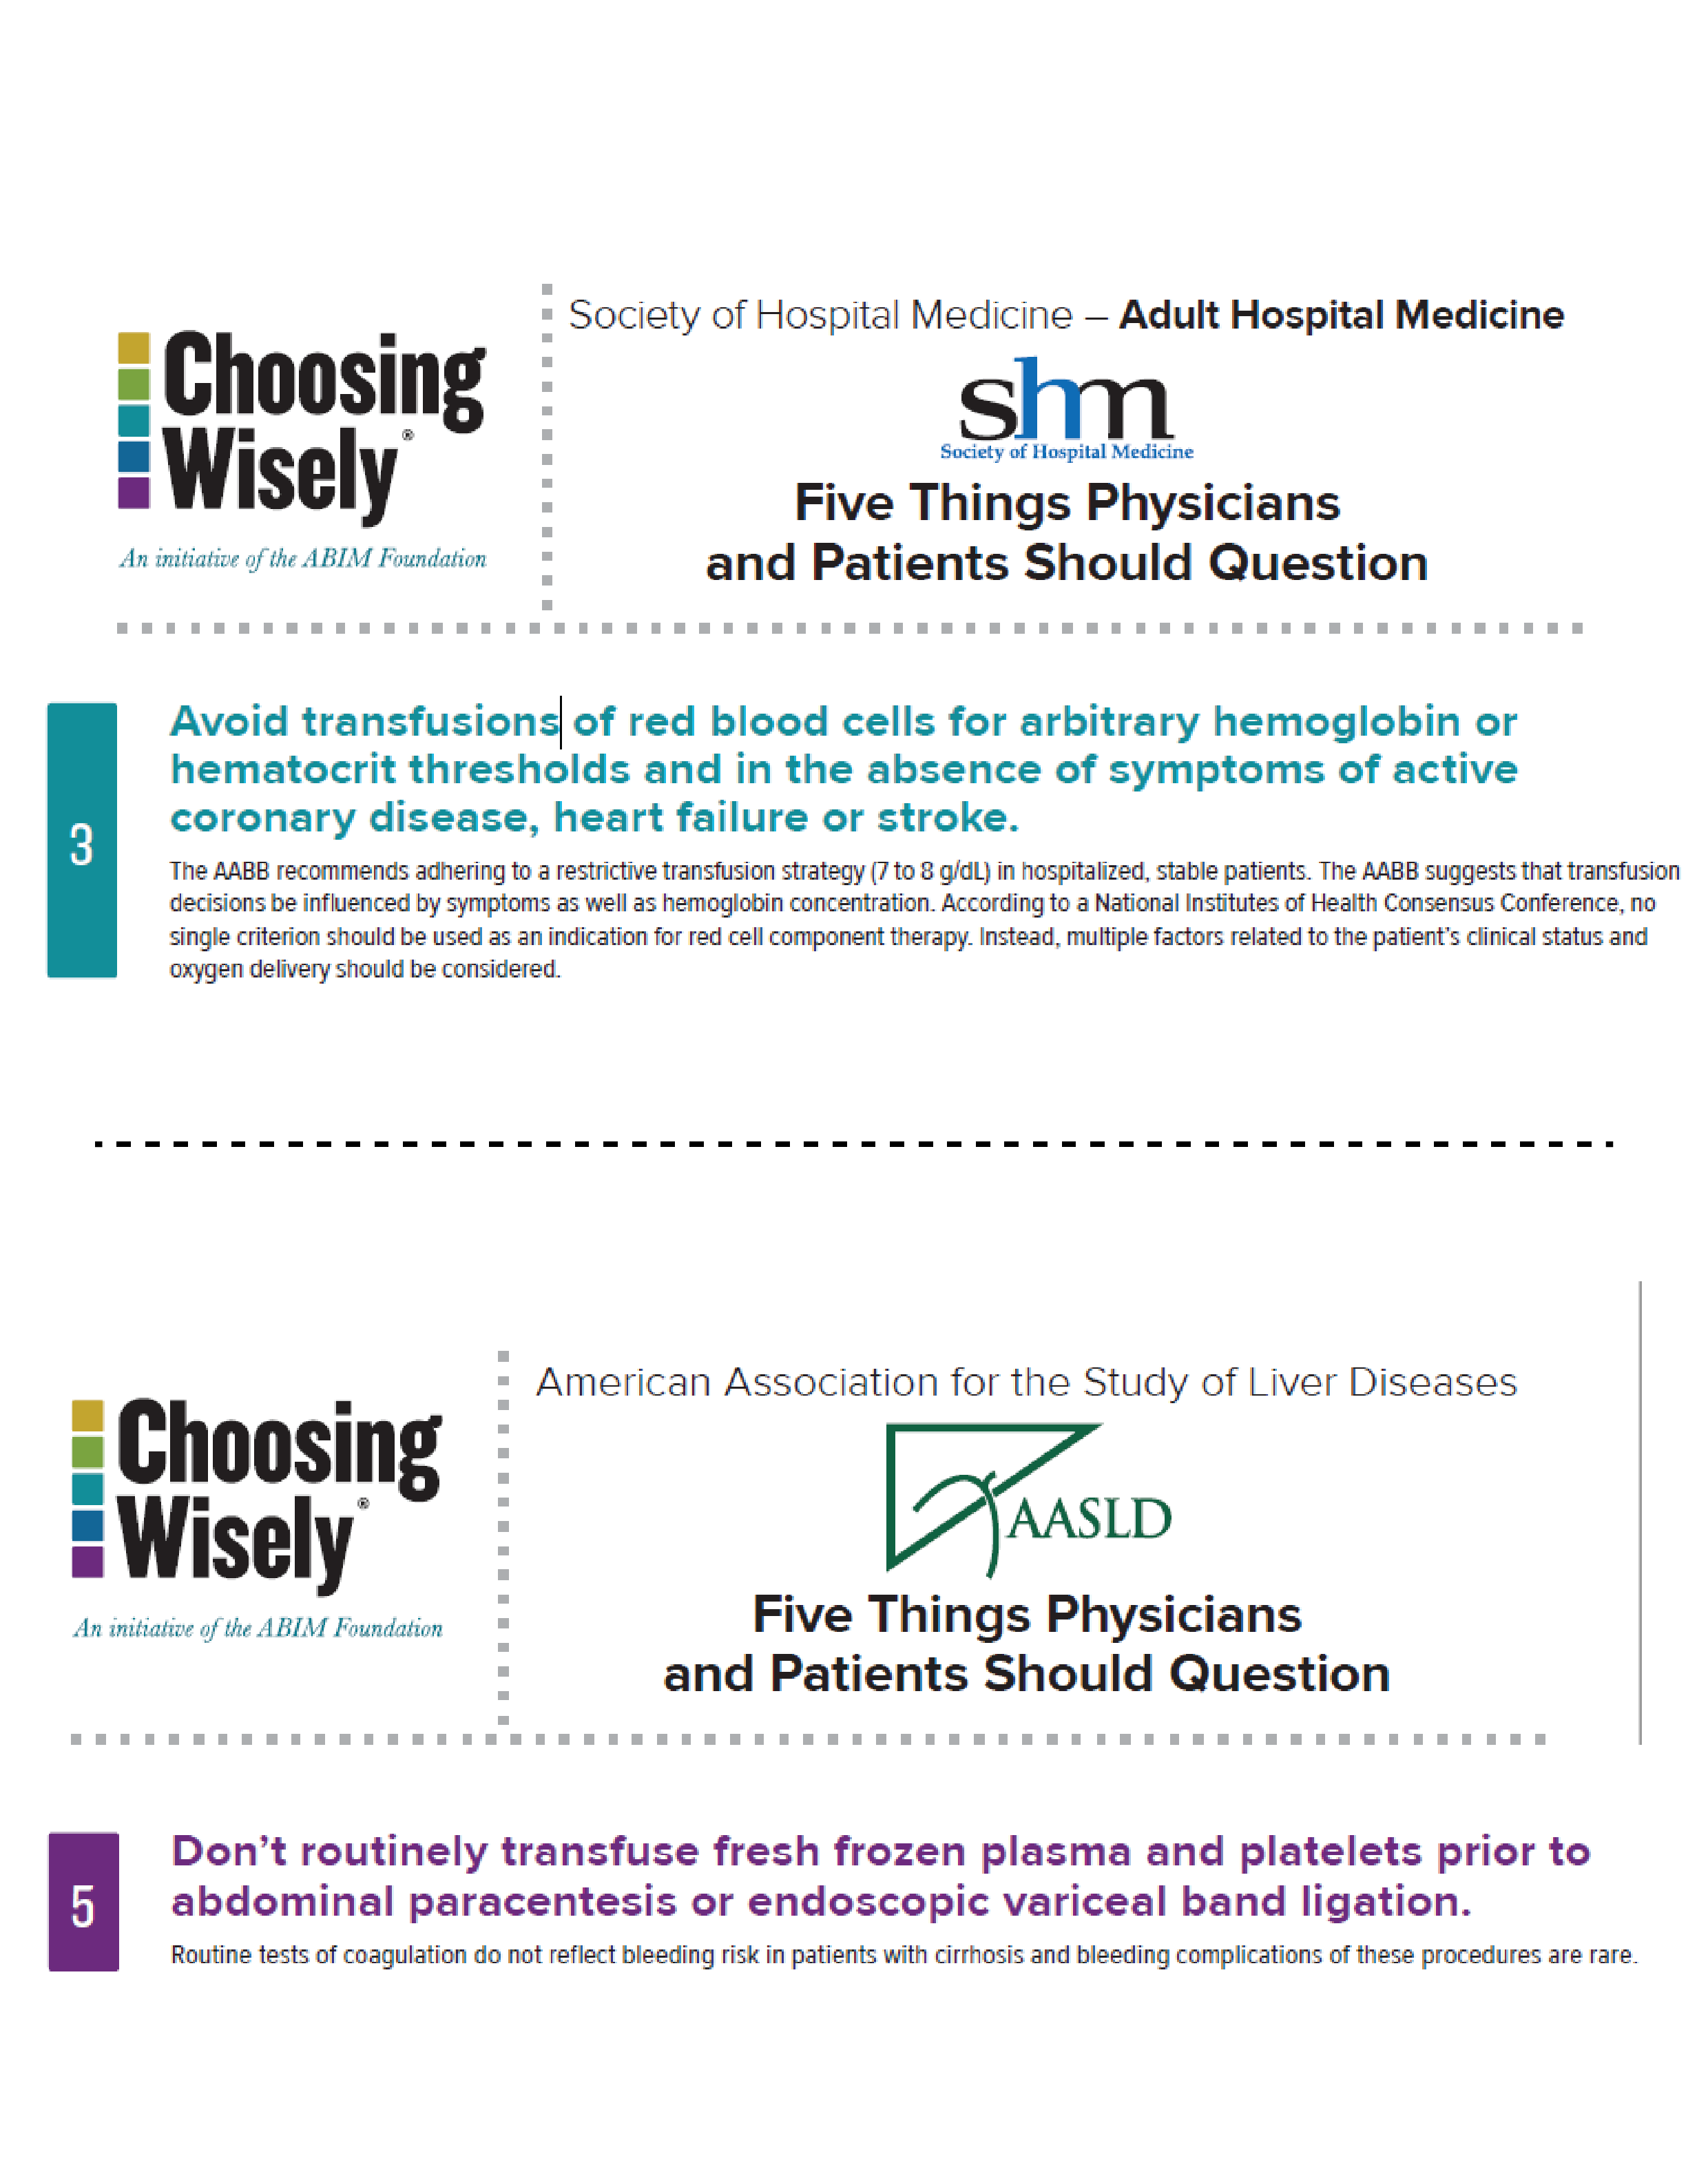 Society of Hospital Medicine – Adult Hospital Medicine
Choosing
Wisely®
An initiative of the ABIM Foundation
shm
Society of Hospital Medicine
Five Things Physicians
and Patients Should Question
3
Avoid transfusions of red blood cells for arbitrary hemoglobin or
hematocrit thresholds and in the absence of symptoms of active
coronary disease, heart failure or stroke.
The AABB recommends adhering to a restrictive transfusion strategy (7 to 8 g/dL) in hospitalized, stable patients. The AABB suggests that transfusion
decisions be influenced by symptoms as well as hemoglobin concentration. According to a National Institutes of Health Consensus Conference, no
single criterion should be used as an indication for red cell component therapy. Instead, multiple factors related to the patient's clinical status and
oxygen delivery should be considered.
American Association for the Study of Liver Diseases
Choosing
Wisely®
An initiative of the ABIM Foundation
AASLD
Five Things Physicians
and Patients Should Question
5
Don't routinely transfuse fresh frozen plasma and platelets prior to
abdominal paracentesis or endoscopic variceal band ligation.
Routine tests of coagulation do not reflect bleeding risk in patients with cirrhosis and bleeding complications of these procedures are rare.